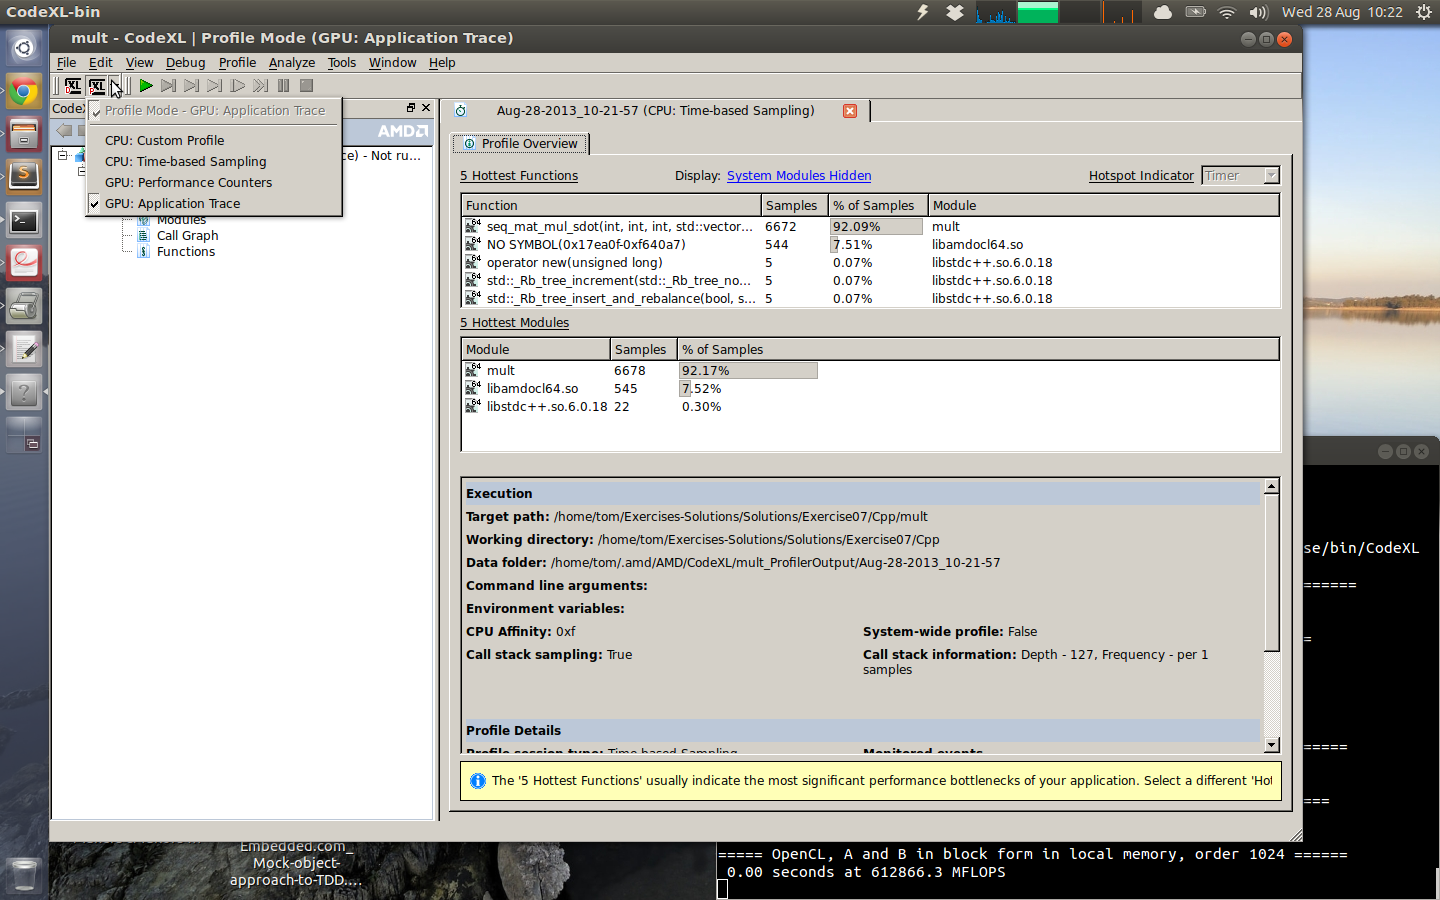 CodeXL-bin
Wed 28 Aug 10:22
mult - CodeXL | Profile Mode (GPU: Application Trace)
File Edit View Debug Profile Analyze Tools Window Help
Profile Mode - GPU: Application Trace
CPU: Custom Profile
CPU: Time-based Sampling
GPU: Performance Counters
GPU: Application Trace
AMD
ce) - Not ru...
Modules
Call Graph
Functions
Aug-28-2013_10-21-57 (CPU: Time-based Sampling)
Profile Overview
5 Hottest Functions Display: System Modules Hidden Hotspot Indicator Timer
Function Samples % of Samples Module
seq_mat_mul_sdot(int, int, int, std::vector... 6672 92.09% mult
NO SYMBOL(0x17ea0f-0xf640a7) 544 7.51% libamdocl64.so
operator new(unsigned long) 5 0.07% libstdc++.so.6.0.18
std::_Rb_tree_increment(std::_Rb_tree_no... 5 0.07% libstdc++.so.6.0.18
std::_Rb_tree_insert_and_rebalance(bool, s... 5 0.07% libstdc++.so.6.0.18
5 Hottest Modules
Module Samples % of Samples
mult 6678 92.17%
libamdocl64.so 545 7.52%
libstdc++.so.6.0.18 22 0.30%
Execution
Target path: /home/tom/Exercises-Solutions/Solutions/Exercise07/Cpp/mult
Working directory: /home/tom/Exercises-Solutions/Solutions/Exercise07/Cpp
Data folder: /home/tom/.amd/AMD/CodeXL/mult_ProfilerOutput/Aug-28-2013_10-21-57
Command line arguments:
Environment variables:
CPU Affinity: 0xf System-wide profile: False
Call stack sampling: True Call stack information: Depth - 127, Frequency - per 1
samples
Profile Details
Profile session type: Time-based Sampling Monitored events
The '5 Hottest Functions' usually indicate the most significant performance bottlenecks of your application. Select a different 'Hot
se/bin/CodeXL
======
=
=====
===
===== OpenCL, A and B in block form in local memory, order 1024 ======
0.00 seconds at 612866.3 MFLOPS
Embedded.com_
Mock-object-
approach-to-TDD....